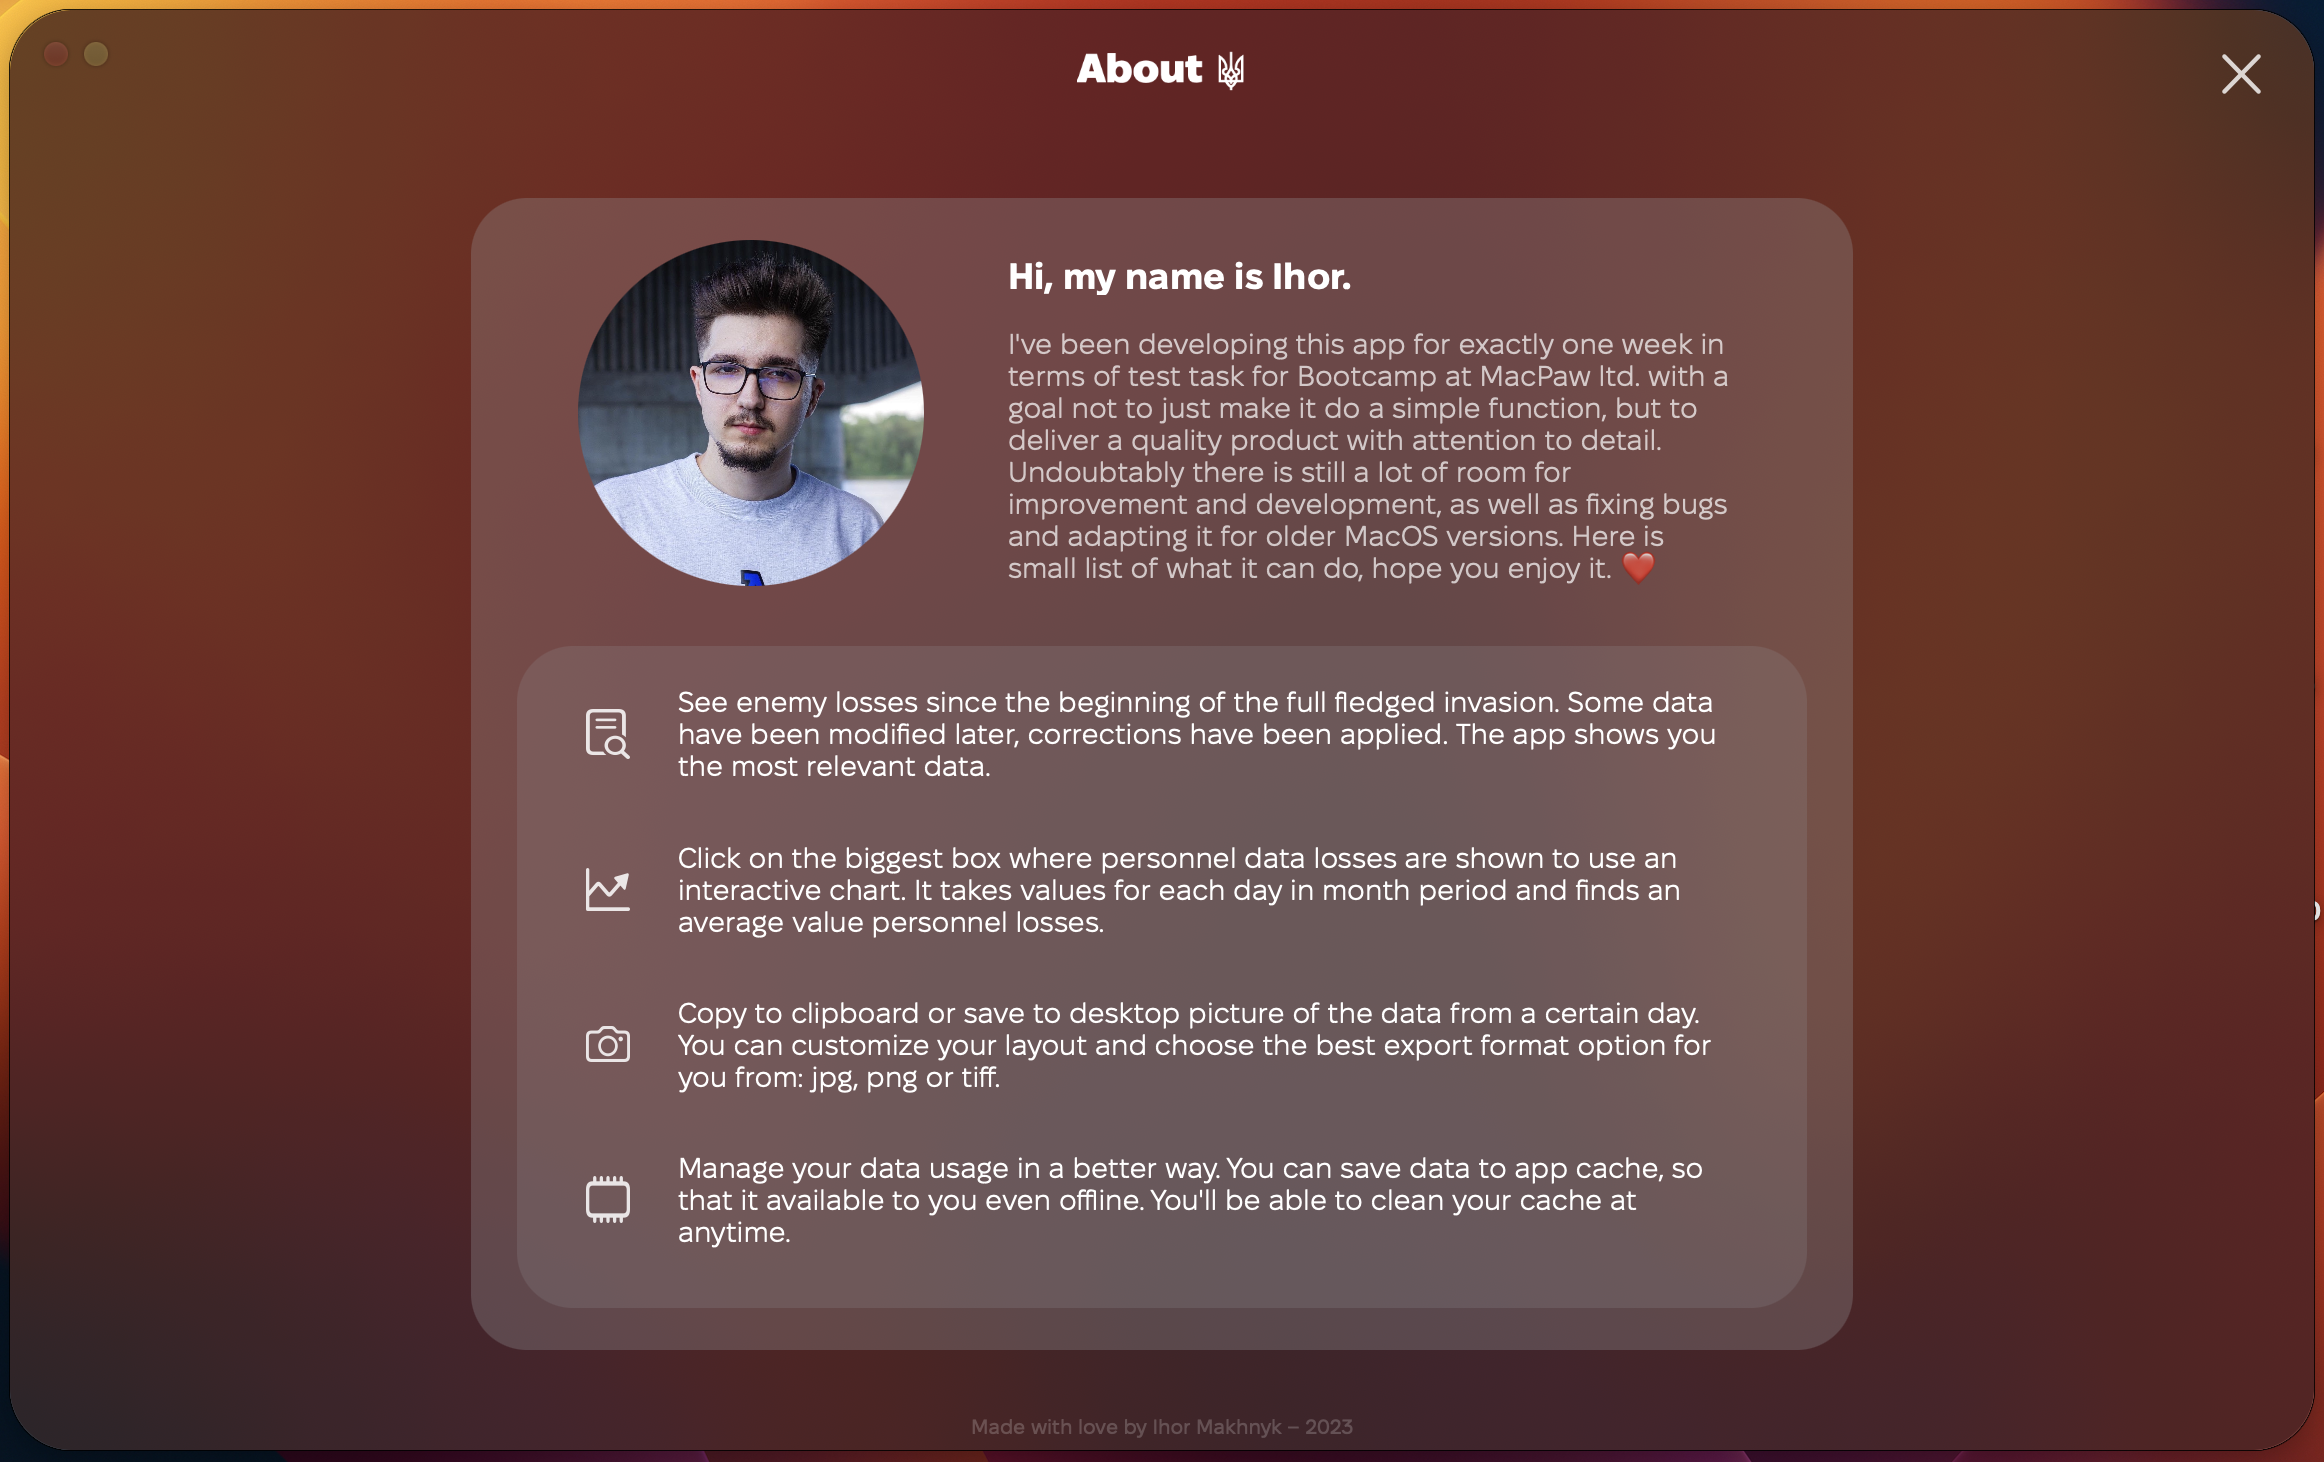 About
Hi, my name is Ihor.
I've been developing this app for exactly one week in
terms of test task for Bootcamp at MacPaw ltd. with a
goal not to just make it do a simple function, but to
deliver a quality product with attention to detail.
Undoubtably there is still a lot of room for
improvement and development, as well as fixing bugs
and adapting it for older MacOS versions. Here is
small list of what it can do, hope you enjoy it. ❤️
See enemy losses since the beginning of the full fledged invasion. Some data
have been modified later, corrections have been applied. The app shows you
the most relevant data.
Click on the biggest box where personnel data losses are shown to use an
interactive chart. It takes values for each day in month period and finds an
average value personnel losses.
Copy to clipboard or save to desktop picture of the data from a certain day.
You can customize your layout and choose the best export format option for
you from: jpg, png or tiff.
Manage your data usage in a better way. You can save data to app cache, so
that it available to you even offline. You'll be able to clean your cache at
anytime.
Made with love by Ihor Makhnyk – 2023